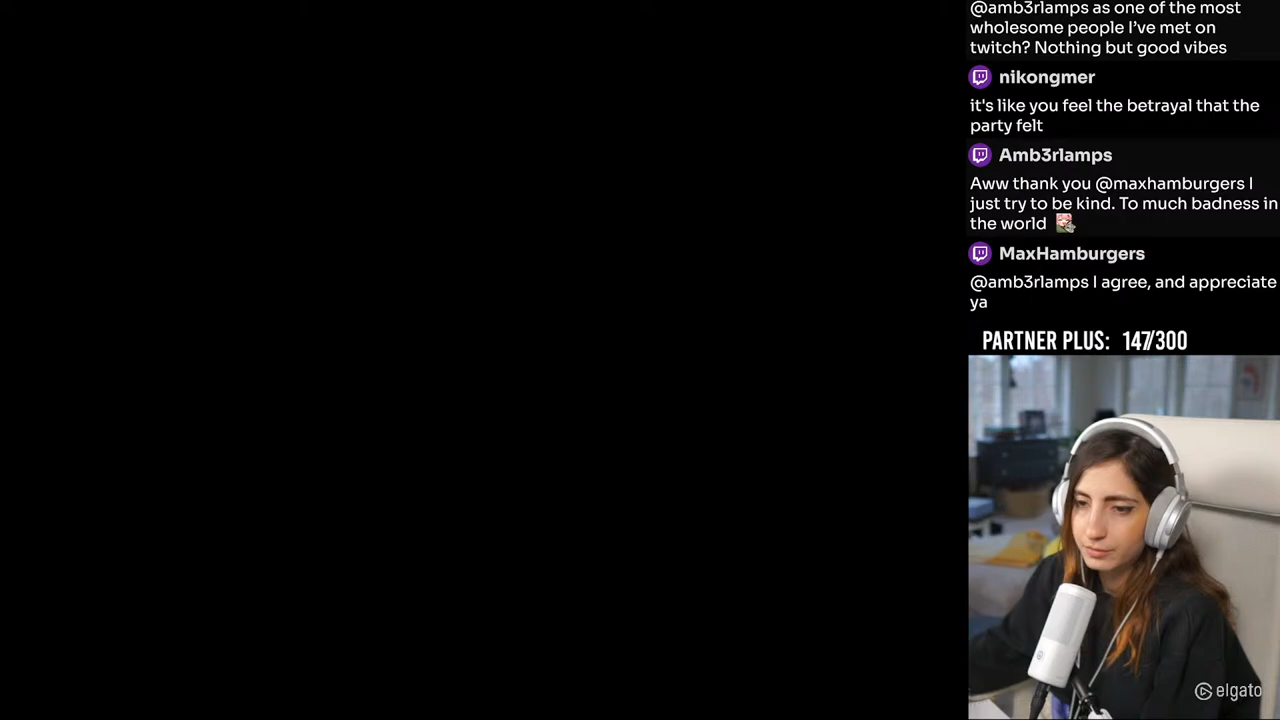 @amb3rlamps as one of the most
wholesome people I’ve met on
twitch? Nothing but good vibes
nikongmer
it's like you feel the betrayal that the
party felt
Amb3rlamps
Aww thank you @maxhamburgers I
just try to be kind. To much badness in
the world
MaxHamburgers
@amb3rlamps I agree, and appreciate
ya
PARTNER PLUS: 147/300
elgato